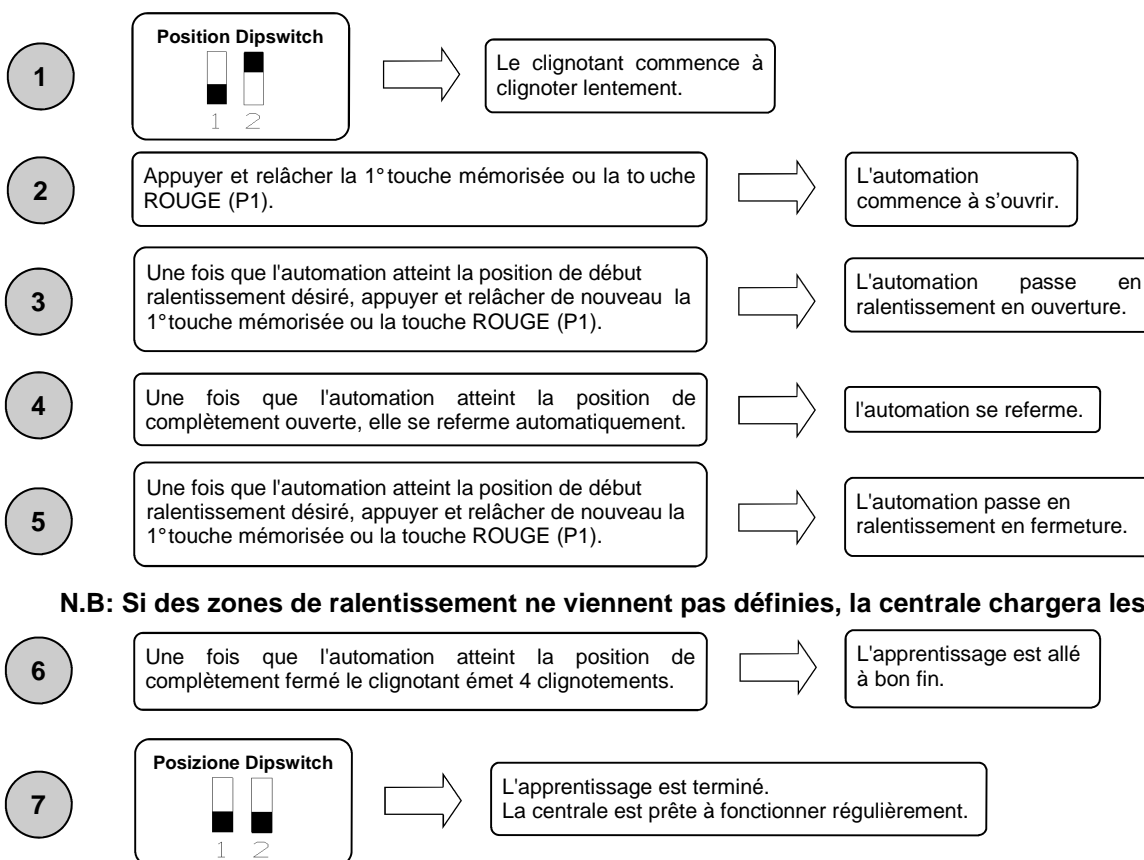 1
Position Dipswitch
1 2
Le clignotant commence à
clignoter lentement.
2
Appuyer et relâcher la 1° touche mémorisée ou la to uche
ROUGE (P1).
L'automation
commence à s’ouvrir.
3
Une fois que l'automation atteint la position de début
ralentissement désiré, appuyer et relâcher de nouveau la
1° touche mémorisée ou la touche ROUGE (P1).
L'automation passe en
ralentissement en ouverture.
4
Une fois que l'automation atteint la position de
complètement ouverte, elle se referme automatiquement.
l'automation se referme.
5
Une fois que l'automation atteint la position de début
ralentissement désiré, appuyer et relâcher de nouveau la
1° touche mémorisée ou la touche ROUGE (P1).
L'automation passe en
ralentissement en fermeture.
N.B: Si des zones de ralentissement ne viennent pas définies, la centrale chargera les
6
Une fois que l'automation atteint la position de
complètement fermé le clignotant émet 4 clignotements.
L'apprentissage est allé
à bon fin.
7
Posizione Dipswitch
1 2
L'apprentissage est terminé.
La centrale est prête à fonctionner régulièrement.